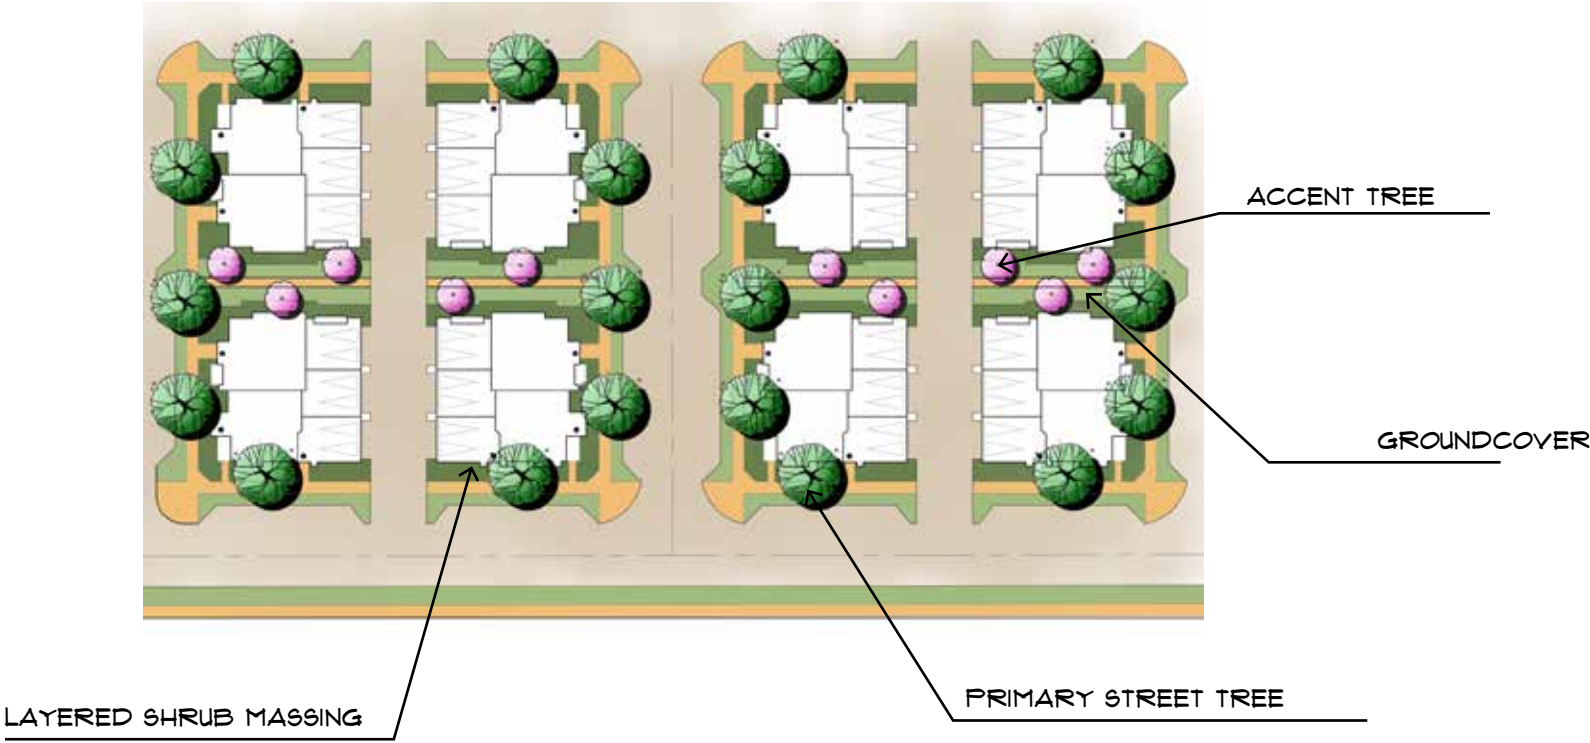 ACCENT TREE
GROUNDCOVER
PRIMARY STREET TREE
LAYERED SHRUB MASSING